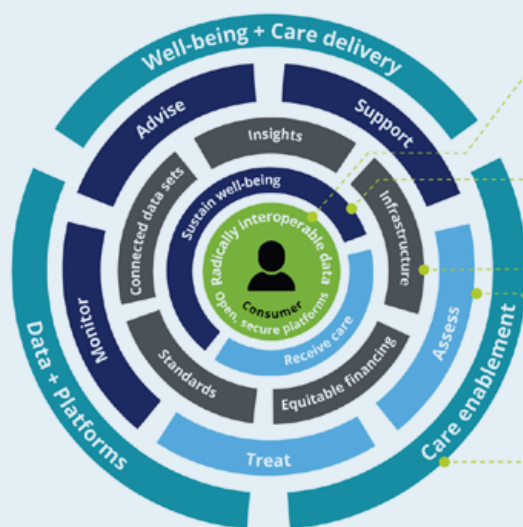 Well-being + Care delivery
Advise
Support
Insights
Connected data sets
Sustain well-being
Infrastructure
Radically interoperable data
Consumer
Open, secure platforms
Receive care
Monitor
Assess
Standards
Equitable financing
Treat
Data + Platforms
Care enablement